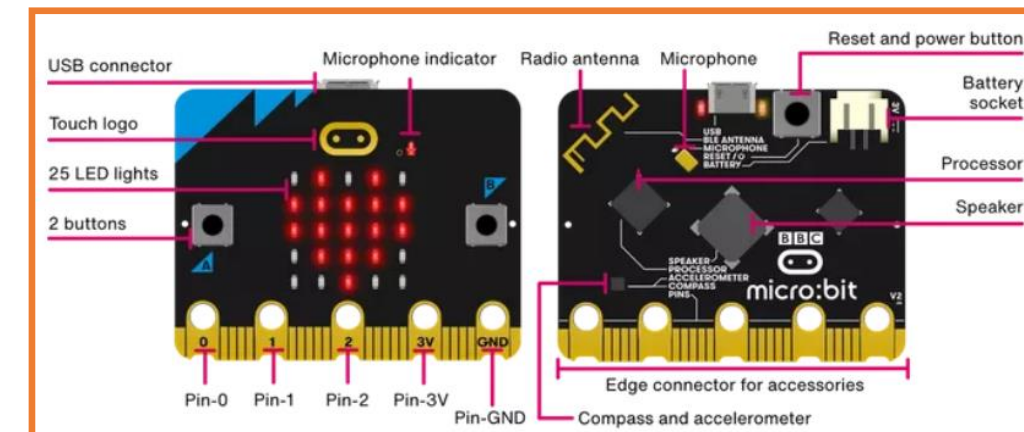 USB connector
Microphone indicator
Radio antenna
Microphone
Reset and power button
Battery
socket
Touch logo
25 LED lights
2 buttons
Processor
Speaker
B
A
USB
BLE ANTENNA
MICROPHONE
RESET /
BATTERY
3V
SPEAKER
PROCESSOR
ACCELEROMETER
COMPASS
PINS
BBC
micro:bit
V2
0
1
2
3V
GND
Pin-0
Pin-1
Pin-2
Pin-3V
Pin-GND
Edge connector for accessories
Compass and accelerometer